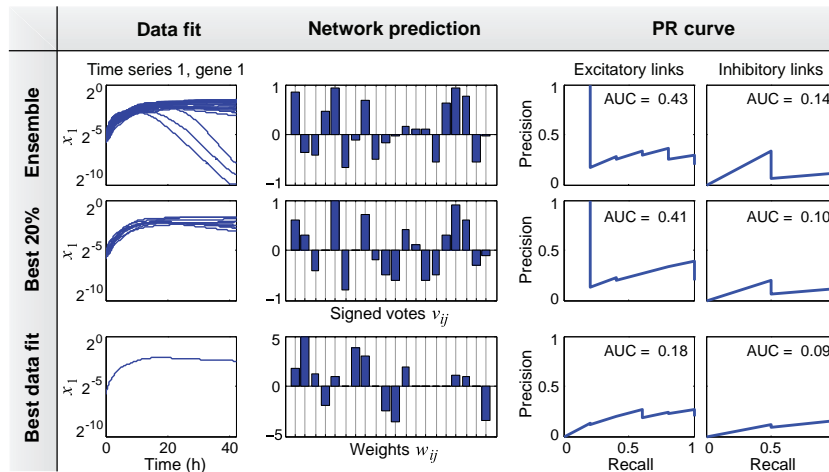 Data fit
Network prediction
PR curve
Ensemble
Time series 1, gene 1
Excitatory links
Inhibitory links
2^0
2^-5
2^-10
x_1
1
0
-1
Precision
1
0.5
0
AUC = 0.43
AUC = 0.14
Best 20%
2^0
2^-5
2^-10
x_1
1
0
-1
Signed votes v_ij
Precision
1
0.5
0
AUC = 0.41
AUC = 0.10
Best data fit
2^0
2^-5
2^-10
x_1
0 20 40
Time (h)
5
0
-5
Weights w_ij
Precision
1
0.5
0
AUC = 0.18
AUC = 0.09
0 0.5 1
Recall
0.5
Recall